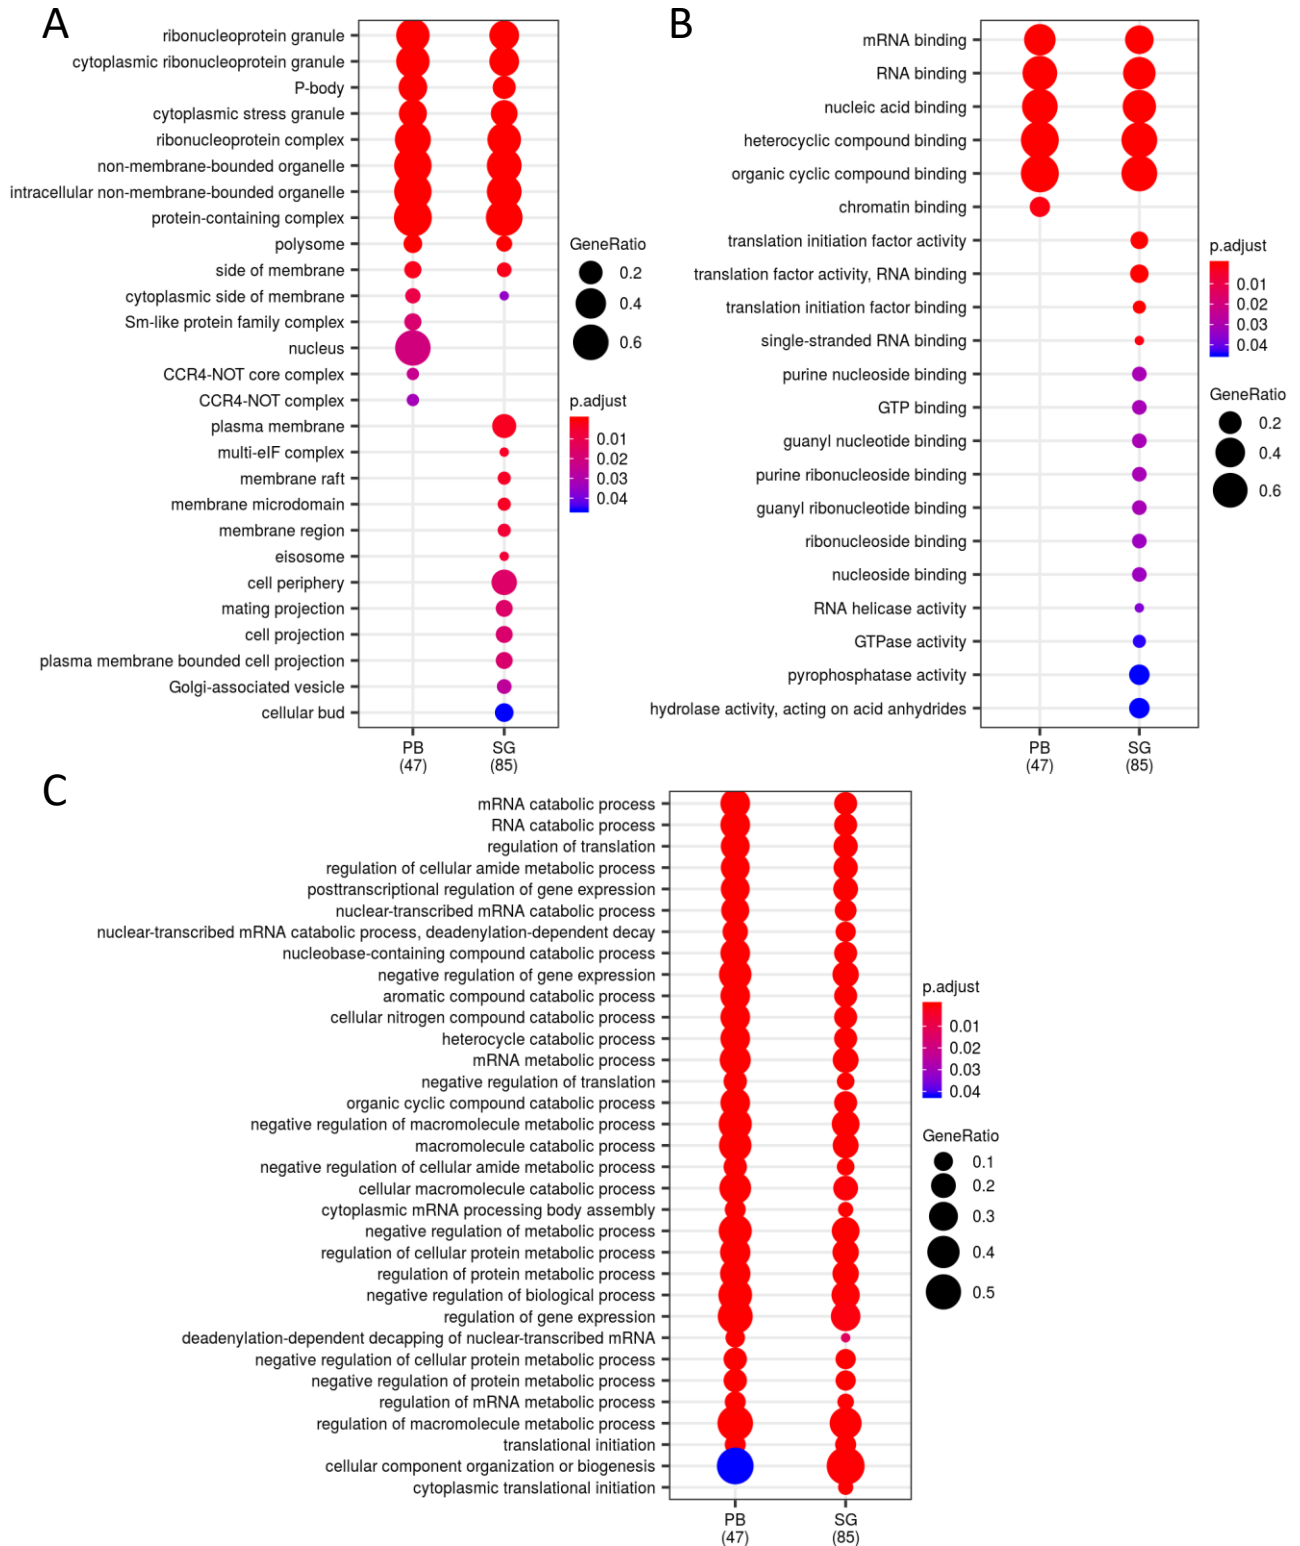 A
ribonucleoprotein granule
cytoplasmic ribonucleoprotein granule
P-body
cytoplasmic stress granule
ribonucleoprotein complex
non-membrane-bounded organelle
intracellular non-membrane-bounded organelle
protein-containing complex
polysome
side of membrane
cytoplasmic side of membrane
Sm-like protein family complex
nucleus
CCR4-NOT core complex
CCR4-NOT complex
plasma membrane
multi-eIF complex
membrane raft
membrane microdomain
membrane region
eisosome
cell periphery
mating projection
cell projection
plasma membrane bounded cell projection
Golgi-associated vesicle
cellular bud
PB
(47)
SG
(85)
GeneRatio
0.2
0.4
0.6
p.adjust
0.01
0.02
0.03
0.04
B
mRNA binding
RNA binding
nucleic acid binding
heterocyclic compound binding
organic cyclic compound binding
chromatin binding
translation initiation factor activity
translation factor activity, RNA binding
translation initiation factor binding
single-stranded RNA binding
purine nucleoside binding
GTP binding
guanyl nucleotide binding
purine ribonucleoside binding
guanyl ribonucleotide binding
ribonucleoside binding
nucleoside binding
RNA helicase activity
GTPase activity
pyrophosphatase activity
hydrolase activity, acting on acid anhydrides
PB
(47)
SG
(85)
p.adjust
0.01
0.02
0.03
0.04
GeneRatio
0.2
0.4
0.6
C
mRNA catabolic process
RNA catabolic process
regulation of translation
regulation of cellular amide metabolic process
posttranscriptional regulation of gene expression
nuclear-transcribed mRNA catabolic process
nuclear-transcribed mRNA catabolic process, deadenylation-dependent decay
nucleobase-containing compound catabolic process
negative regulation of gene expression
aromatic compound catabolic process
cellular nitrogen compound catabolic process
heterocycle catabolic process
mRNA metabolic process
negative regulation of translation
organic cyclic compound catabolic process
negative regulation of macromolecule metabolic process
macromolecule catabolic process
negative regulation of cellular amide metabolic process
cellular macromolecule catabolic process
cytoplasmic mRNA processing body assembly
negative regulation of metabolic process
regulation of cellular protein metabolic process
regulation of protein metabolic process
negative regulation of biological process
regulation of gene expression
deadenylation-dependent decapping of nuclear-transcribed mRNA
negative regulation of cellular protein metabolic process
negative regulation of protein metabolic process
regulation of mRNA metabolic process
regulation of macromolecule metabolic process
translational initiation
cellular component organization or biogenesis
cytoplasmic translational initiation
PB
(47)
SG
(85)
p.adjust
0.01
0.02
0.03
0.04
GeneRatio
0.1
0.2
0.3
0.4
0.5